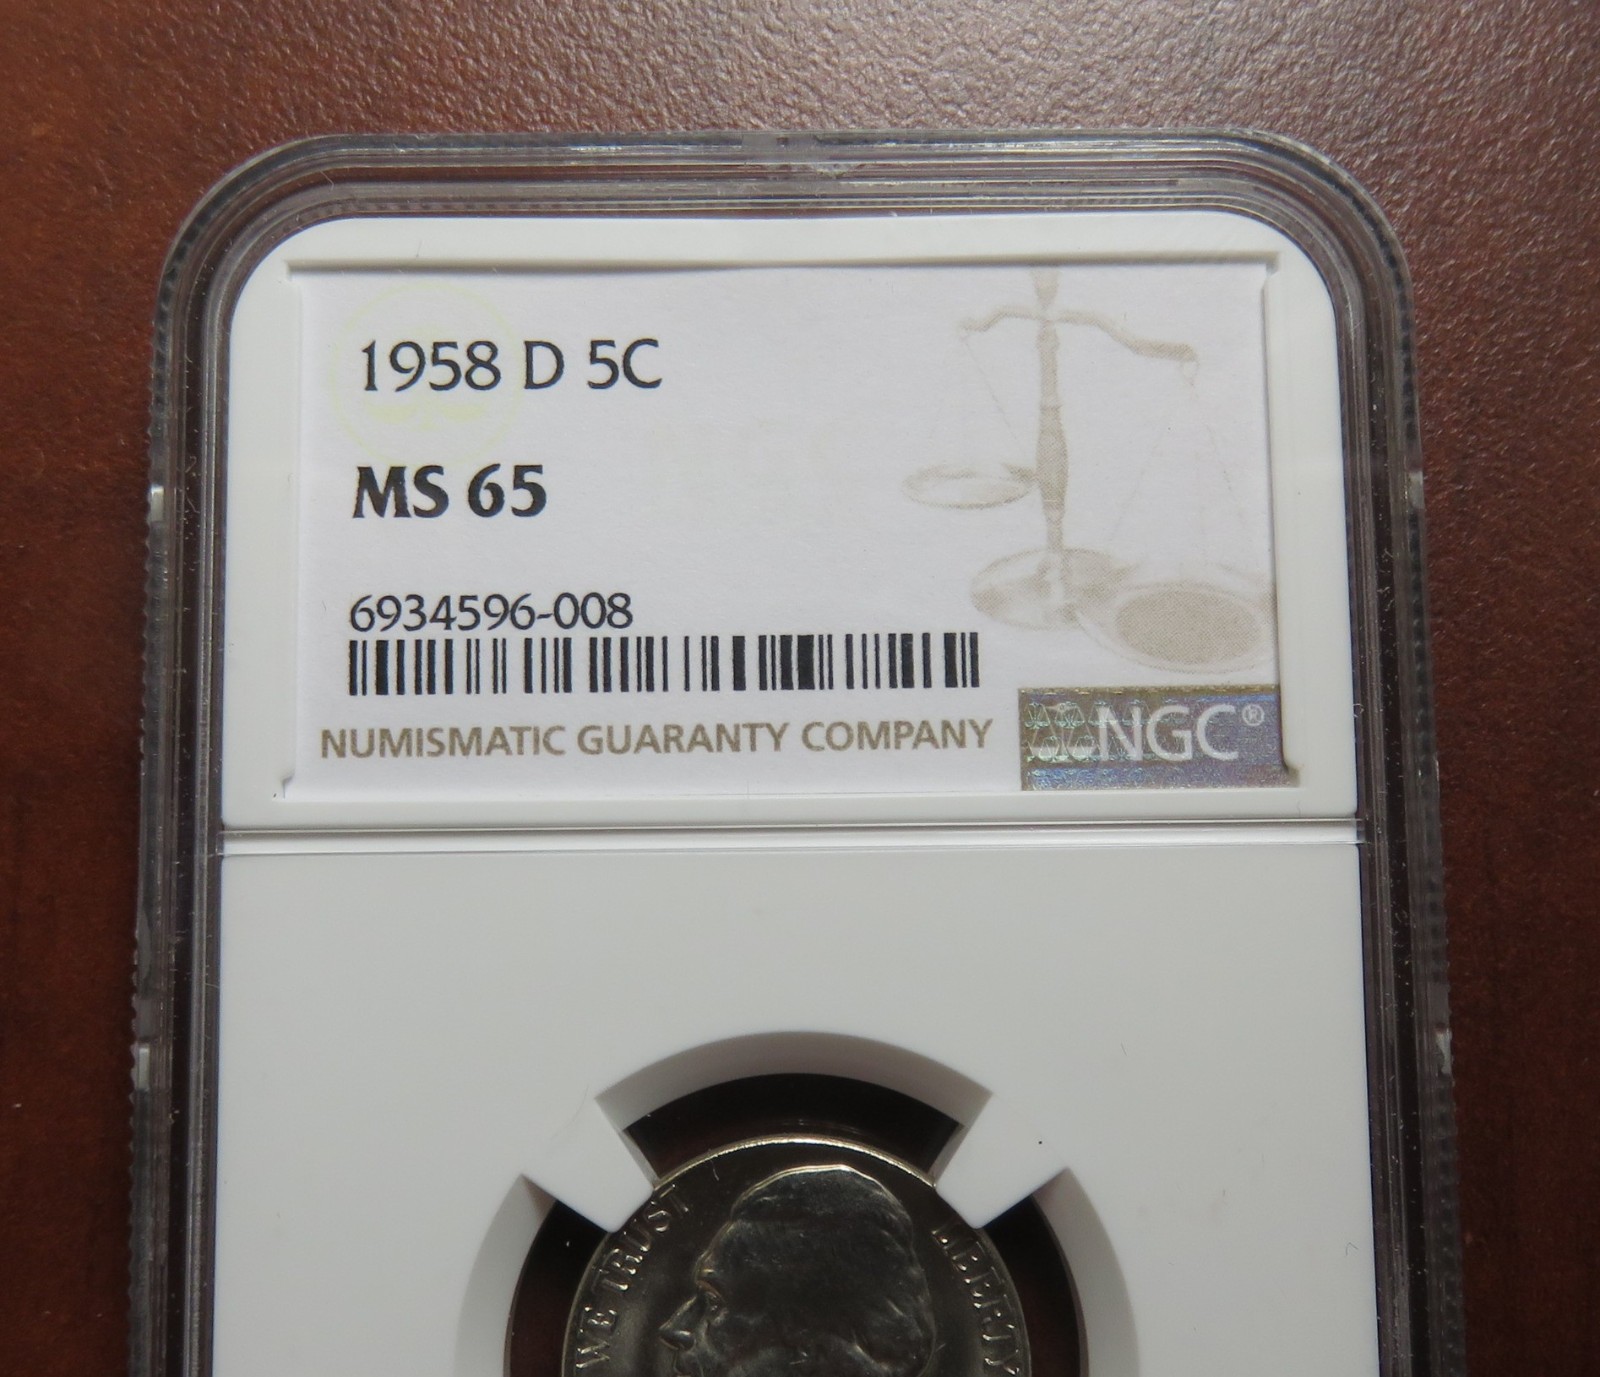 1958 D 5C
MS 65
6934596-008
NUMISMATIC GUARANTY COMPANY
NGC®
WE TRUST
LIBERTY